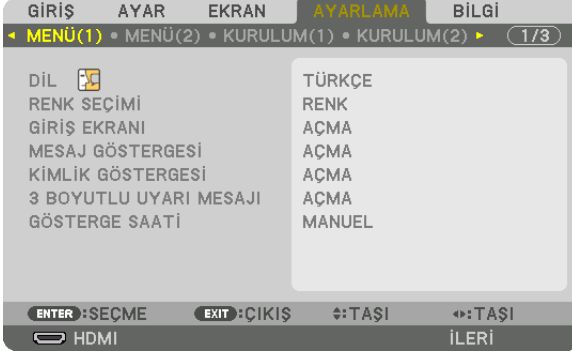 GİRİŞ AYAR EKRAN AYARLAMA BİLGİ
MENÜ(1) • MENÜ(2) • KURULUM(1) • KURULUM(2) 1/3
DİL TÜRKÇE
RENK SEÇİMİ RENK
GİRİŞ EKRANI AÇMA
MESAJ GÖSTERGESİ AÇMA
KİMLİK GÖSTERGESİ AÇMA
3 BOYUTLU UYARI MESAJI AÇMA
GÖSTERGE SAATİ MANUEL
ENTER :SEÇME EXIT :ÇIKIŞ :TAŞI :TAŞI
HDMI İLERİ